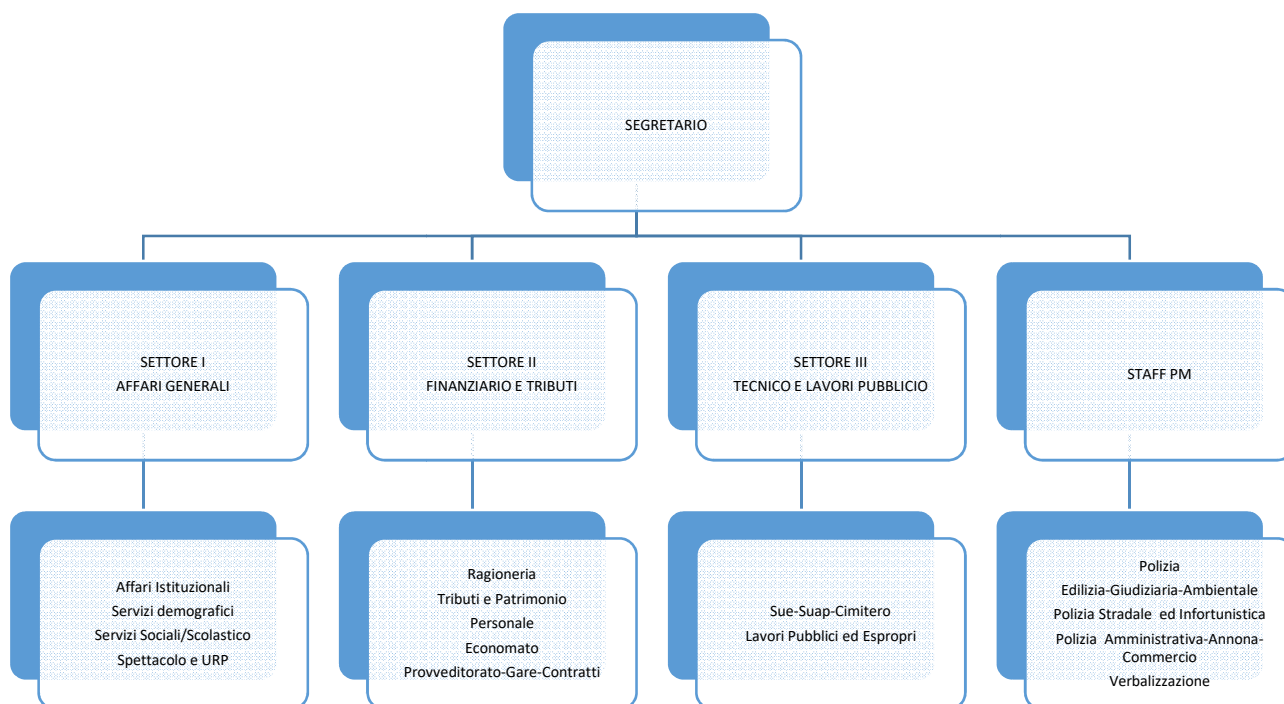 SEGRETARIO
SETTORE I
AFFARI GENERALI
SETTORE II
FINANZIARIO E TRIBUTI
SETTORE III
TECNICO E LAVORI PUBBLICIO
STAFF PM
Affari Istituzionali
Servizi demografici
Servizi Sociali/Scolastico
Spettacolo e URP
Ragioneria
Tributi e Patrimonio
Personale
Economato
Provveditorato-Gare-Contratti
Sue-Suap-Cimitero
Lavori Pubblici ed Espropri
Polizia
Edilizia-Giudiziaria-Ambientale
Polizia Stradale ed Infortunistica
Polizia Amministrativa-Annona-
Commercio
Verbalizzazione